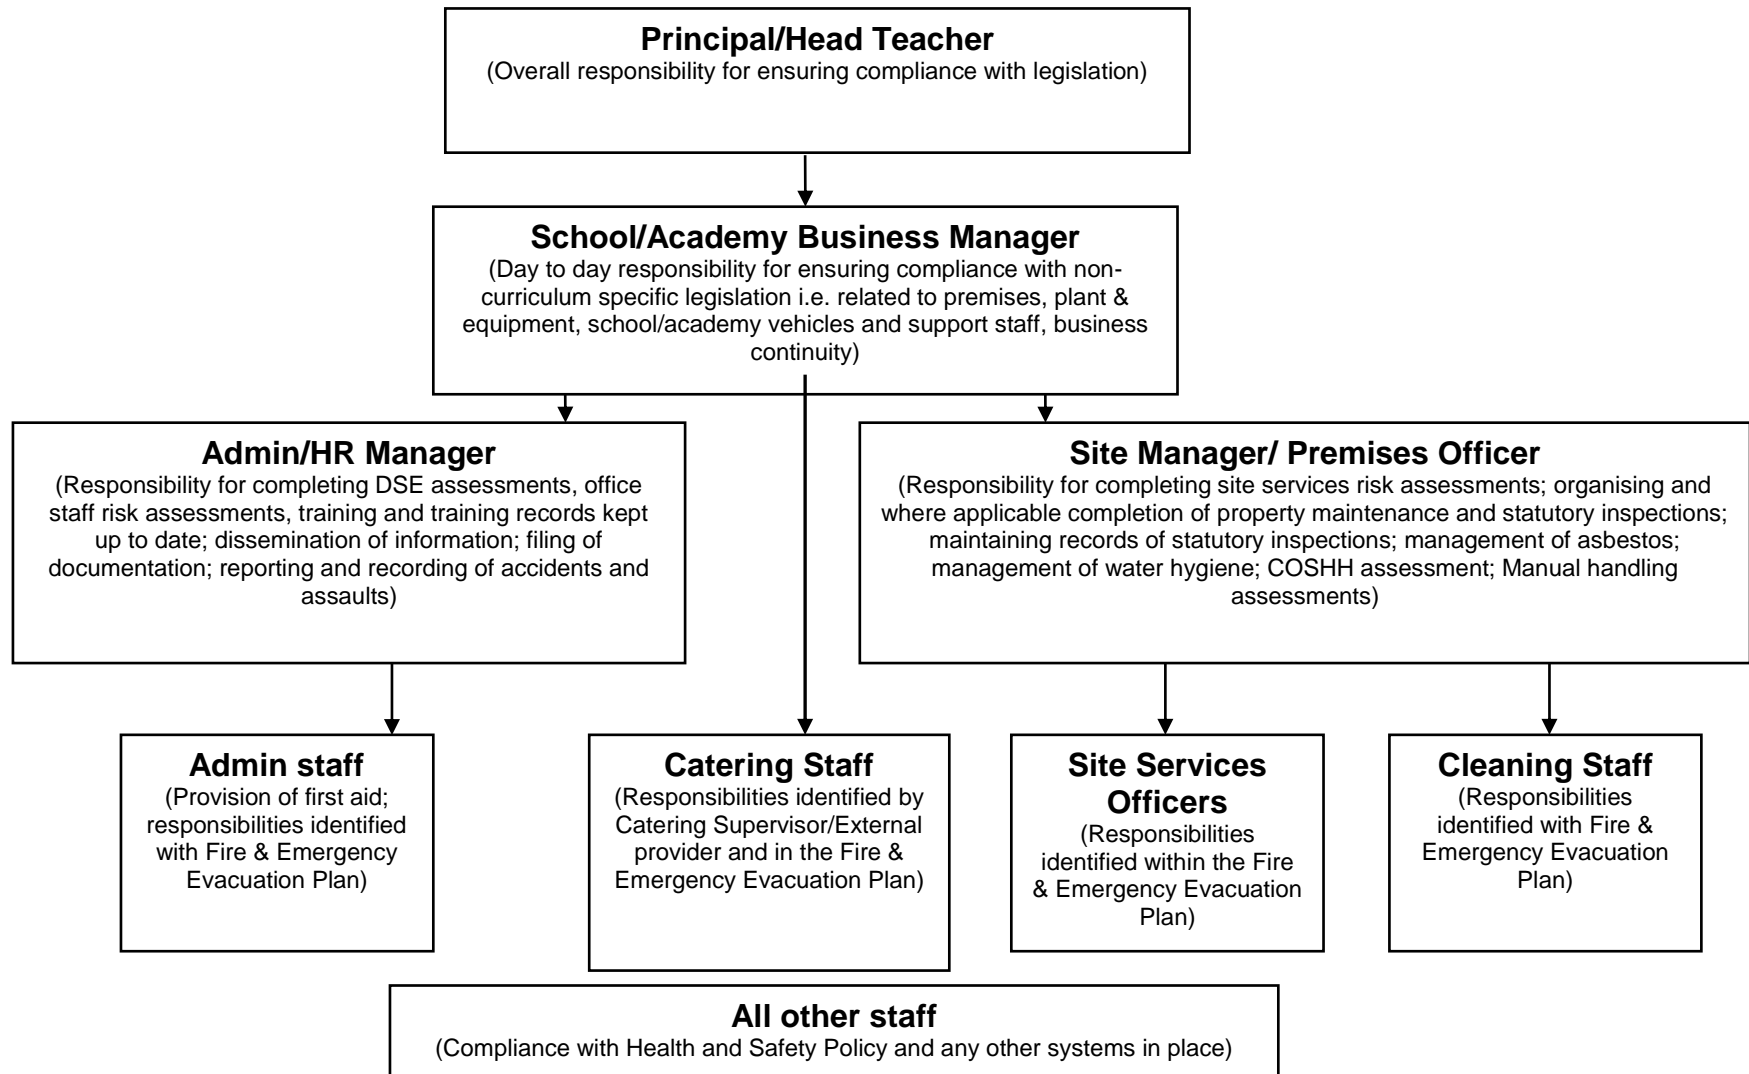 Principal/Head Teacher
(Overall responsibility for ensuring compliance with legislation)
School/Academy Business Manager
(Day to day responsibility for ensuring compliance with non-
curriculum specific legislation i.e. related to premises, plant &
equipment, school/academy vehicles and support staff, business
continuity)
Admin/HR Manager
(Responsibility for completing DSE assessments, office
staff risk assessments, training and training records kept
up to date; dissemination of information; filing of
documentation; reporting and recording of accidents and
assaults)
Site Manager/ Premises Officer
(Responsibility for completing site services risk assessments; organising and
where applicable completion of property maintenance and statutory inspections;
maintaining records of statutory inspections; management of asbestos;
management of water hygiene; COSHH assessment; Manual handling
assessments)
Admin staff
(Provision of first aid;
responsibilities identified
with Fire & Emergency
Evacuation Plan)
Catering Staff
(Responsibilities identified by
Catering Supervisor/External
provider and in the Fire &
Emergency Evacuation Plan)
Site Services
Officers
(Responsibilities
identified within the Fire
& Emergency Evacuation
Plan)
Cleaning Staff
(Responsibilities
identified with Fire &
Emergency Evacuation
Plan)
All other staff
(Compliance with Health and Safety Policy and any other systems in place)